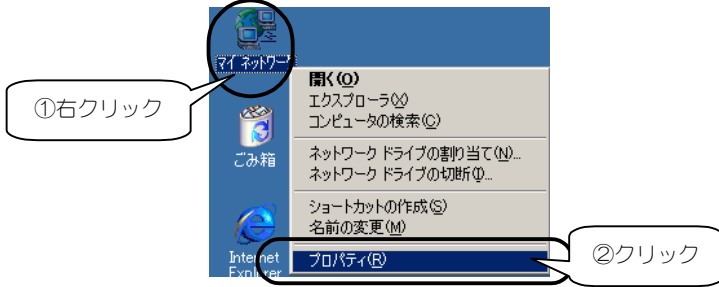 マイ ネットワーク
①右クリック
開く(O)
エクスプローラ(X)
コンピュータの検索(C)
ごみ箱
ネットワーク ドライブの割り当て(N)...
ネットワーク ドライブの切断(I)...
ショートカットの作成(S)
名前の変更(M)
Internet
Explorer
プロパティ(R)
②クリック